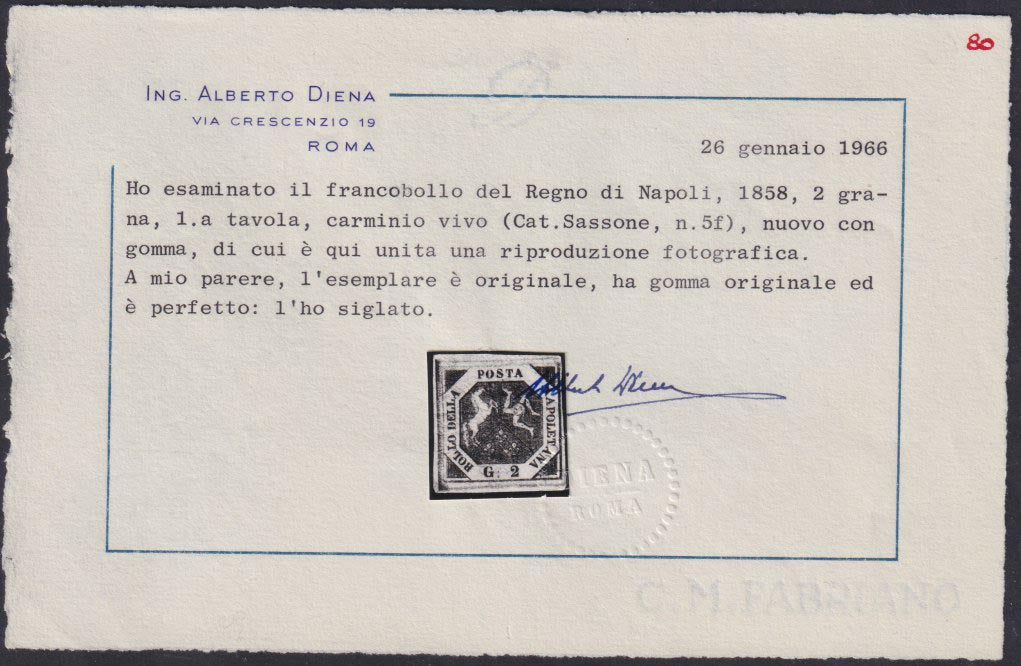 80
ING. ALBERTO DIENA
VIA CRESCENZIO 19
ROMA
26 gennaio 1966
Ho esaminato il francobollo del Regno di Napoli, 1858, 2 gra-
na, 1.a tavola, carminio vivo (Cat.Sassone, n.5f), nuovo con
gomma, di cui è qui unita una riproduzione fotografica.
A mio parere, l'esemplare è originale, ha gomma originale ed
è perfetto: l'ho siglato.
POSTA
BOLLO DELLA
NAPOLETANA
G. 2
DIENA
ROMA
C.M.FABRIANO